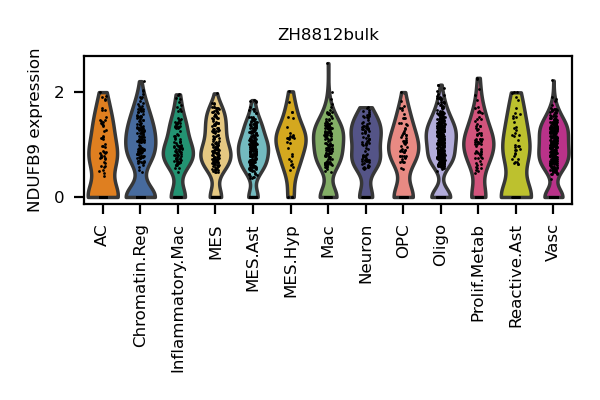 ZH8812bulk
NDUFB9 expression
2
0
AC
Chromatin.Reg
Inflammatory.Mac
MES
MES.Ast
MES.Hyp
Mac
Neuron
OPC
Oligo
Prolif.Metab
Reactive.Ast
Vasc